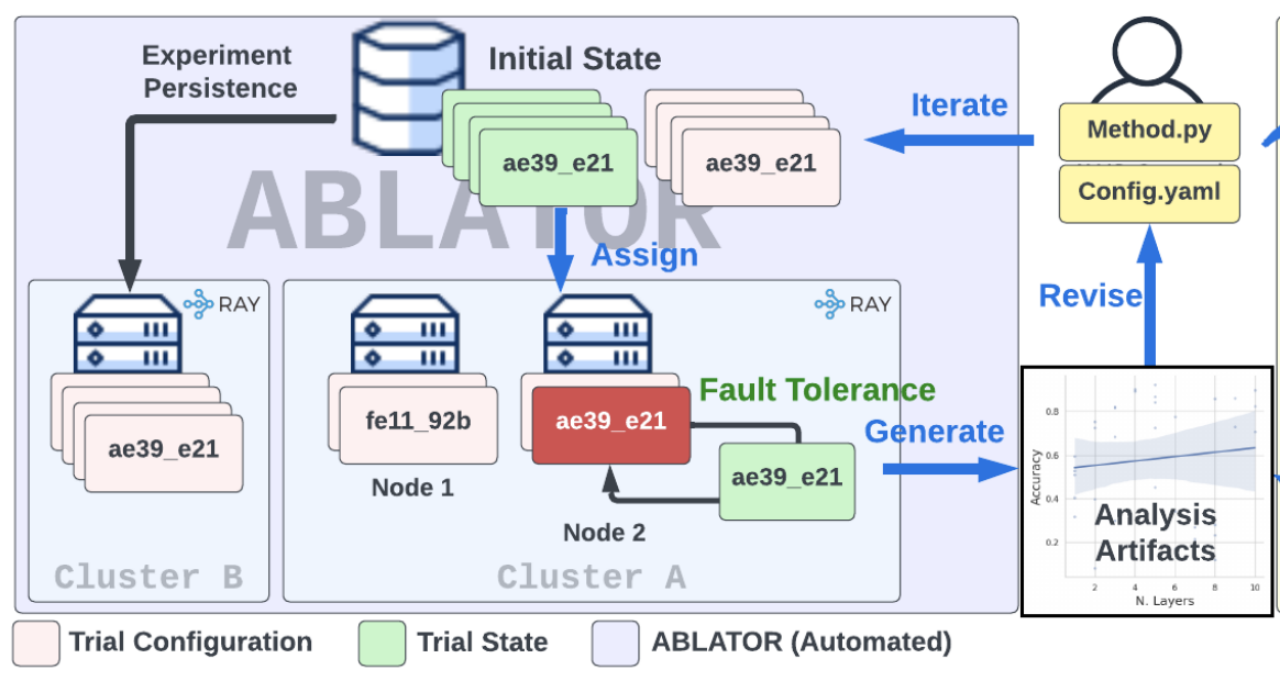 Experiment
Persistence
Initial State
ae39_e21
ae39_e21
Iterate
Method.py
Config.yaml
ABLATOR
Assign
Revise
RAY
RAY
ae39_e21
fe11_92b
Node 1
ae39_e21
Fault Tolerance
ae39_e21
Node 2
Generate
Cluster B
Cluster A
Accuracy
0.8
0.6
0.4
0.2
Analysis
Artifacts
2 4 6 8 10
N. Layers
Trial Configuration
Trial State
ABLATOR (Automated)